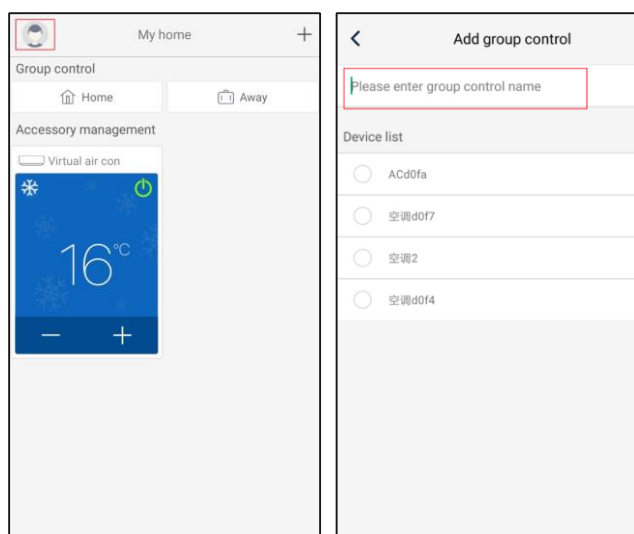 My home
+
Group control
Home
Away
Accessory management
Virtual air con
16°C
— +
Add group control
Please enter group control name
Device list
ACd0fa
空调d0f7
空调2
空调d0f4